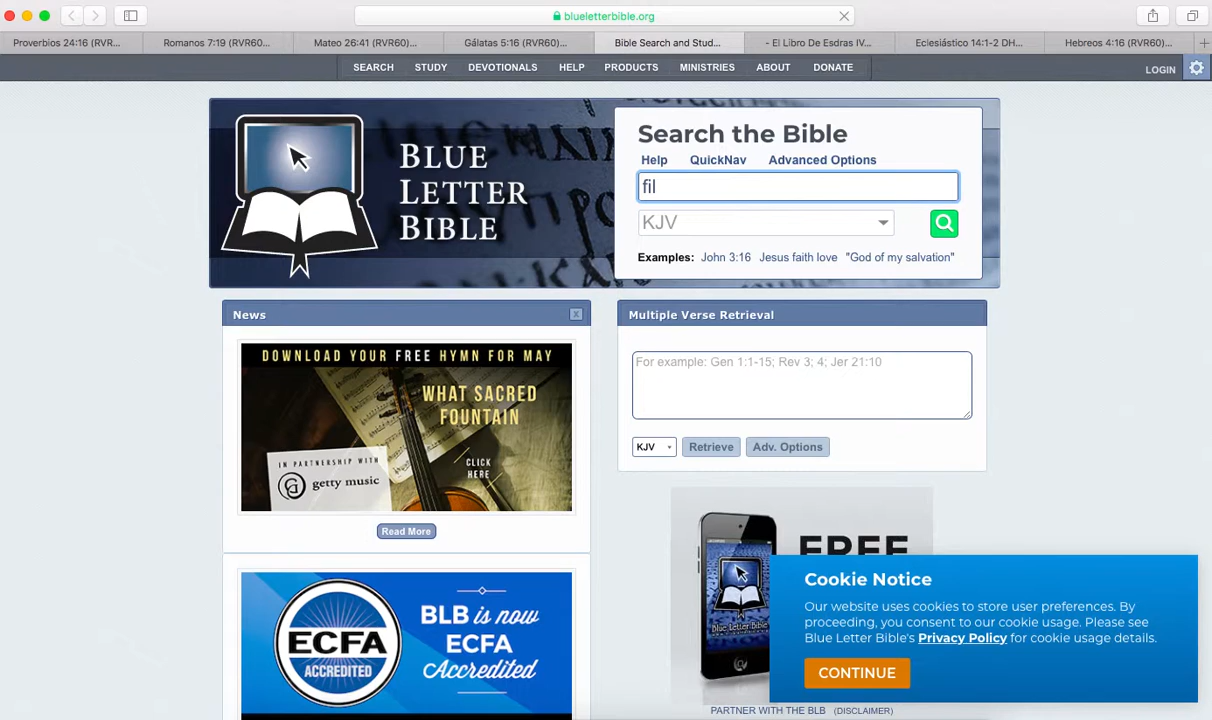 blueletterbible.org
Proverbios 24:16 (RVR...
Romanos 7:19 (RVR60)...
Mateo 26:41 (RVR60)...
Gálatas 5:16 (RVR60)...
Bible Search and Stud...
- El Libro De Esdras IV...
Eclesiástico 14:1-2 DH...
Hebreos 4:16 (RVR60)...
SEARCH STUDY DEVOTIONALS HELP PRODUCTS MINISTRIES ABOUT DONATE
LOGIN
BLUE
LETTER
BIBLE
Search the Bible
Help QuickNav Advanced Options
fil
KJV
Examples: John 3:16 Jesus faith love "God of my salvation"
News
x
DOWNLOAD YOUR FREE HYMN FOR MAY
WHAT SACRED
FOUNTAIN
CLICK
HERE
IN PARTNERSHIP WITH
getty music
Read More
ECFA
ACCREDITED
BLB is now
ECFA
Accredited
Multiple Verse Retrieval
For example: Gen 1:1-15; Rev 3; 4; Jer 21:10
KJV Retrieve Adv. Options
FREE
Blue Letter Bible
PARTNER WITH THE BLB (DISCLAIMER)
Cookie Notice
Our website uses cookies to store user preferences. By
proceeding, you consent to our cookie usage. Please see
Blue Letter Bible's Privacy Policy for cookie usage details.
CONTINUE